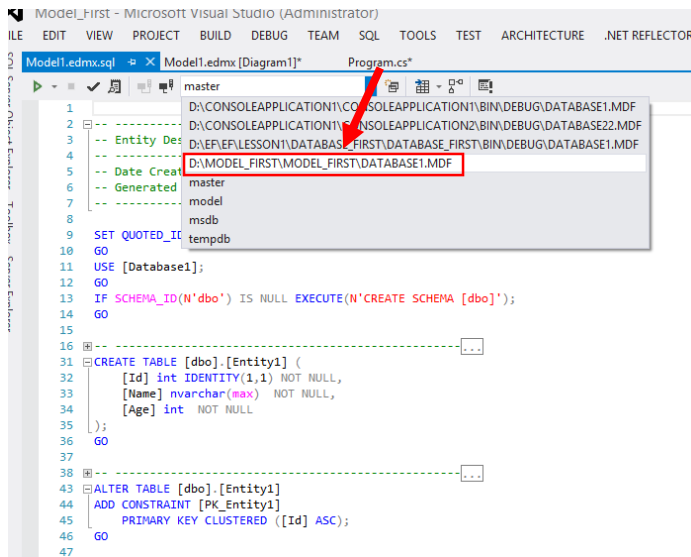 Model_First - Microsoft Visual Studio (Administrator)
ILE EDIT VIEW PROJECT BUILD DEBUG TEAM SQL TOOLS TEST ARCHITECTURE .NET REFLECTOR
Model1.edmx.sql Model1.edmx [Diagram1]* Program.cs*
master
D:\CONSOLEAPPLICATION1\CONSOLEAPPLICATION1\BIN\DEBUG\DATABASE1.MDF
D:\CONSOLEAPPLICATION1\CONSOLEAPPLICATION2\BIN\DEBUG\DATABASE22.MDF
D:\EF\EF\LESSON1\DATABASE_FIRST\DATABASE_FIRST\BIN\DEBUG\DATABASE1.MDF
D:\MODEL_FIRST\MODEL_FIRST\DATABASE1.MDF
master
model
msdb
tempdb
1
2 -- ----------
3 -- Entity Des
4 -- ----------
5 -- Date Creat
6 -- Generated
7 -- ----------
8
9 SET QUOTED_ID
10 GO
11 USE [Database1];
12 GO
13 IF SCHEMA_ID(N'dbo') IS NULL EXECUTE(N'CREATE SCHEMA [dbo]');
14 GO
15
16 -- --------------------------------------------------...
31 CREATE TABLE [dbo].[Entity1] (
32 [Id] int IDENTITY(1,1) NOT NULL,
33 [Name] nvarchar(max) NOT NULL,
34 [Age] int NOT NULL
35 );
36 GO
37
38 -- --------------------------------------------------...
43 ALTER TABLE [dbo].[Entity1]
44 ADD CONSTRAINT [PK_Entity1]
45 PRIMARY KEY CLUSTERED ([Id] ASC);
46 GO
47
SQL Server Object Explorer
Toolbox
Server Explorer